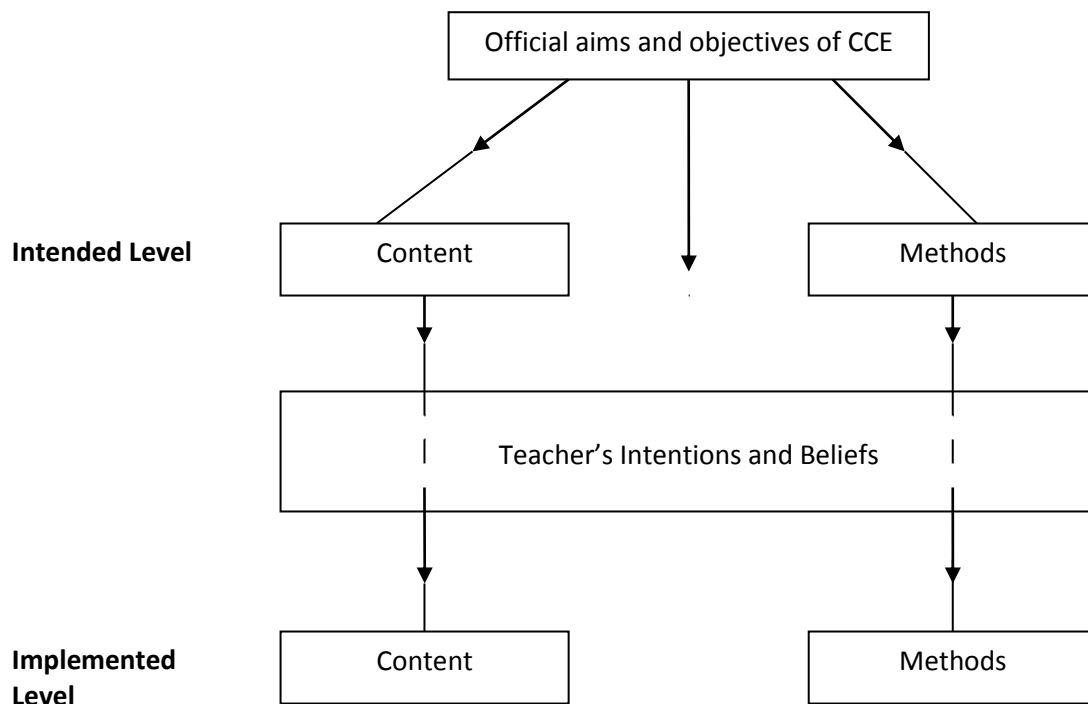 Official aims and objectives of CCE
Intended Level
Content
Methods
Teacher’s Intentions and Beliefs
Implemented
Level
Content
Methods